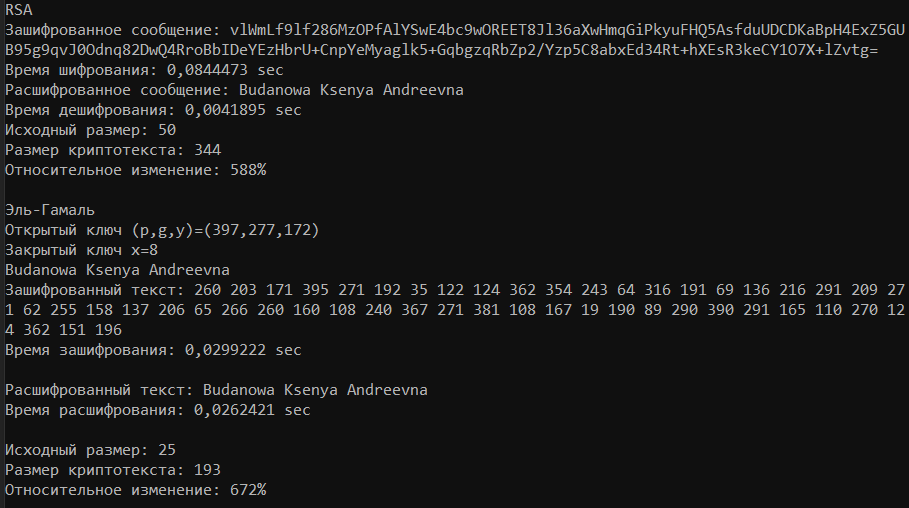 RSA
Зашифрованное сообщение: vlWmLf9lf286MzOPfAlYSwE4bc9wOREET8Jl36aXwHmqGiPkyuFHQ5AsfduUDCDKaBpH4ExZ5GU
B95g9qvJ0Odnq82DwQ4RroBbIDeYEzHbrU+CnpYeMyaglk5+GqbgzqRbZp2/Yzp5C8abxEd34Rt+hXEsR3keCY1O7X+lZvtg=
Время шифрования: 0,0844473 sec
Расшифрованное сообщение: Budanowa Ksenya Andreevna
Время дешифрования: 0,0041895 sec
Исходный размер: 50
Размер криптотекста: 344
Относительное изменение: 588%
Эль-Гамаль
Открытый ключ (p,g,y)=(397,277,172)
Закрытый ключ x=8
Budanowa Ksenya Andreevna
Зашифрованный текст: 260 203 171 395 271 192 35 122 124 362 354 243 64 316 191 69 136 216 291 209 27
1 62 255 158 137 206 65 266 260 160 108 240 367 271 381 108 167 19 190 89 290 390 291 165 110 270 12
4 362 151 196
Время зашифрования: 0,0299222 sec
Расшифрованный текст: Budanowa Ksenya Andreevna
Время расшифрования: 0,0262421 sec
Исходный размер: 25
Размер криптотекста: 193
Относительное изменение: 672%